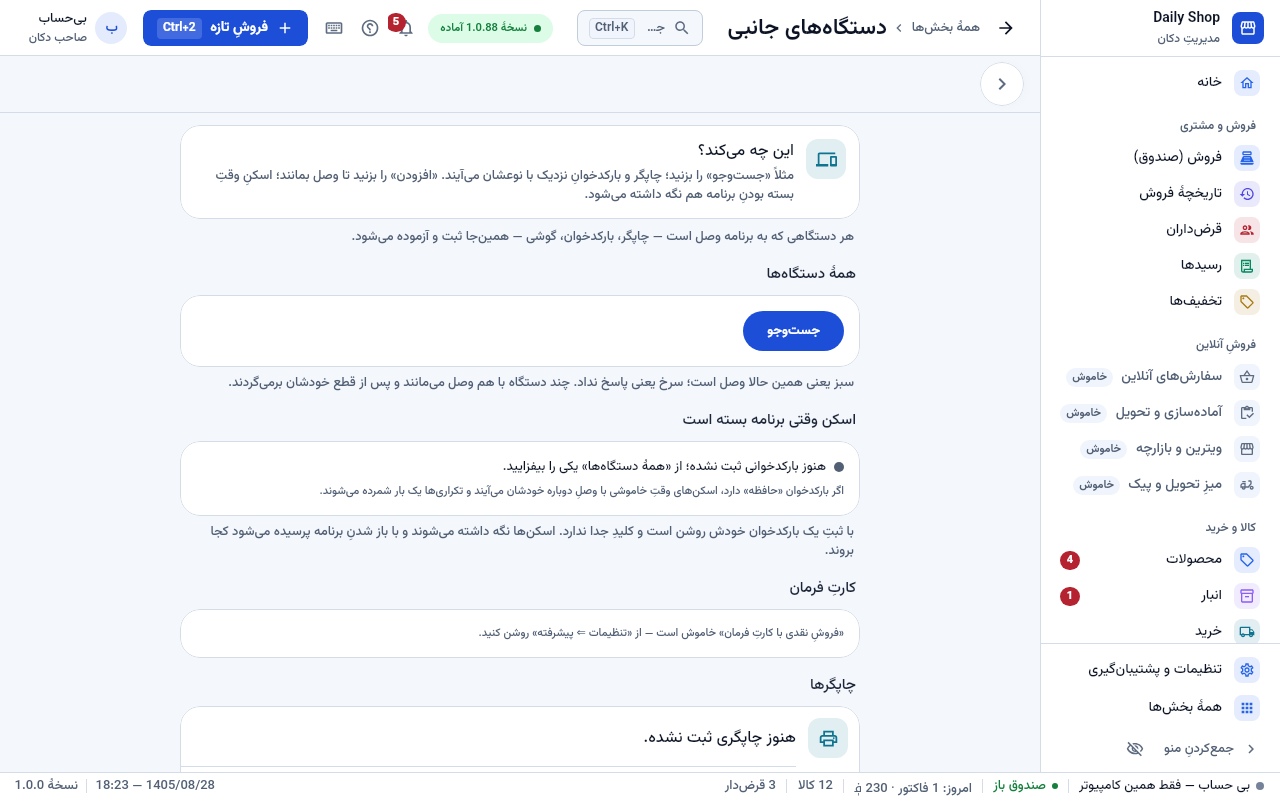 Daily Shop
مدیریتِ دکان
همهٔ بخش‌ها
دستگاه‌های جانبی
جـ…
Ctrl+K
نسخهٔ 1.0.88 آماده
5
فروشِ تازه
Ctrl+2
بی‌حساب
صاحب دکان
ب
خانه
فروش و مشتری
فروش (صندوق)
تاریخچهٔ فروش
قرض‌داران
رسیدها
تخفیف‌ها
فروشِ آنلاین
سفارش‌های آنلاین
خاموش
آماده‌سازی و تحویل
خاموش
ویترین و بازارچه
خاموش
میزِ تحویل و پیک
خاموش
کالا و خرید
محصولات
4
انبار
1
خرید
تنظیمات و پشتیبان‌گیری
همهٔ بخش‌ها
جمع‌کردنِ منو
این چه می‌کند؟
مثلاً «جست‌وجو» را بزنید؛ چاپگر و بارکدخوانِ نزدیک با نوعشان می‌آیند. «افزودن» را بزنید تا وصل بمانند؛ اسکنِ وقتِ
بسته بودنِ برنامه هم نگه داشته می‌شود.
هر دستگاهی که به برنامه وصل است — چاپگر، بارکدخوان، گوشی — همین‌جا ثبت و آزموده می‌شود.
همهٔ دستگاه‌ها
جست‌وجو
سبز یعنی همین حالا وصل است؛ سرخ یعنی پاسخ نداد. چند دستگاه با هم وصل می‌مانند و پس از قطع خودشان برمی‌گردند.
اسکن وقتی برنامه بسته است
هنوز بارکدخوانی ثبت نشده؛ از «همهٔ دستگاه‌ها» یکی را بیفزایید.
اگر بارکدخوان «حافظه» دارد، اسکن‌های وقتِ خاموشی با وصلِ دوباره خودشان می‌آیند و تکراری‌ها یک بار شمرده می‌شوند.
با ثبتِ یک بارکدخوان خودش روشن است و کلیدِ جدا ندارد. اسکن‌ها نگه داشته می‌شوند و با باز شدنِ برنامه پرسیده می‌شود کجا
بروند.
کارتِ فرمان
«فروشِ نقدی با کارتِ فرمان» خاموش است — از «تنظیمات ⇐ پیشرفته» روشن کنید.
چاپگرها
هنوز چاپگری ثبت نشده.
بی حساب — فقط همین کامپیوتر
صندوق باز
امروز: 1 فاکتور · 230
12 کالا
3 قرض‌دار
1405/08/28 — 18:23
نسخهٔ 1.0.0